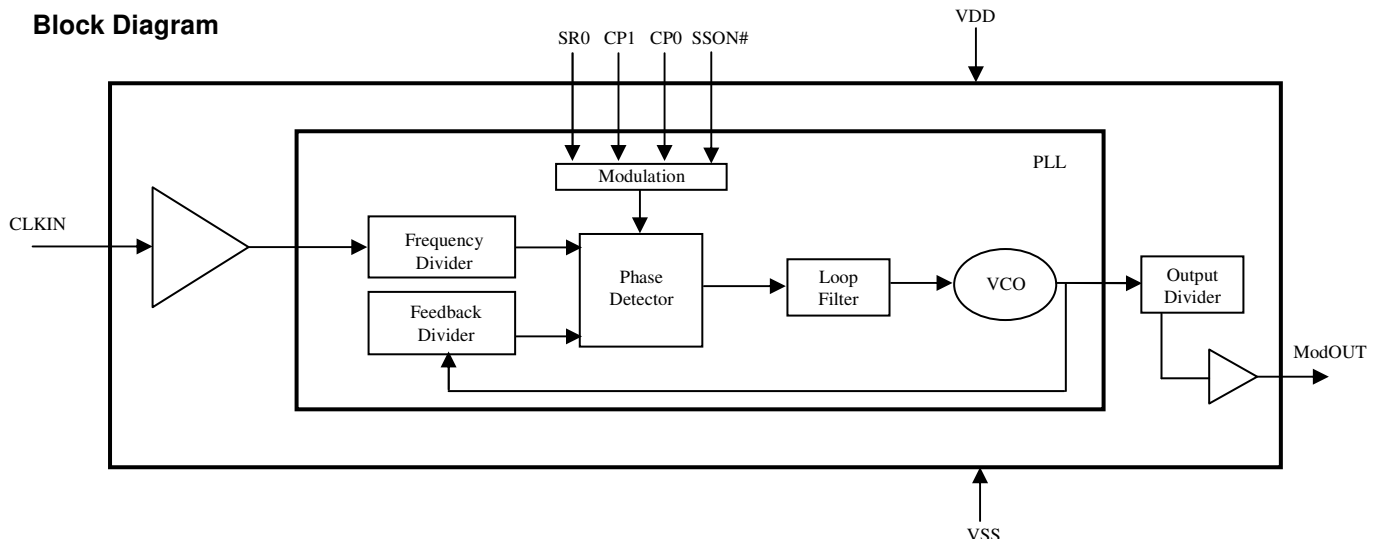 Block Diagram
VDD
SR0 CP1 CP0 SSON#
PLL
Modulation
CLKIN
Frequency
Divider
Phase
Detector
Loop
Filter
VCO
Output
Divider
Feedback
Divider
ModOUT
VSS